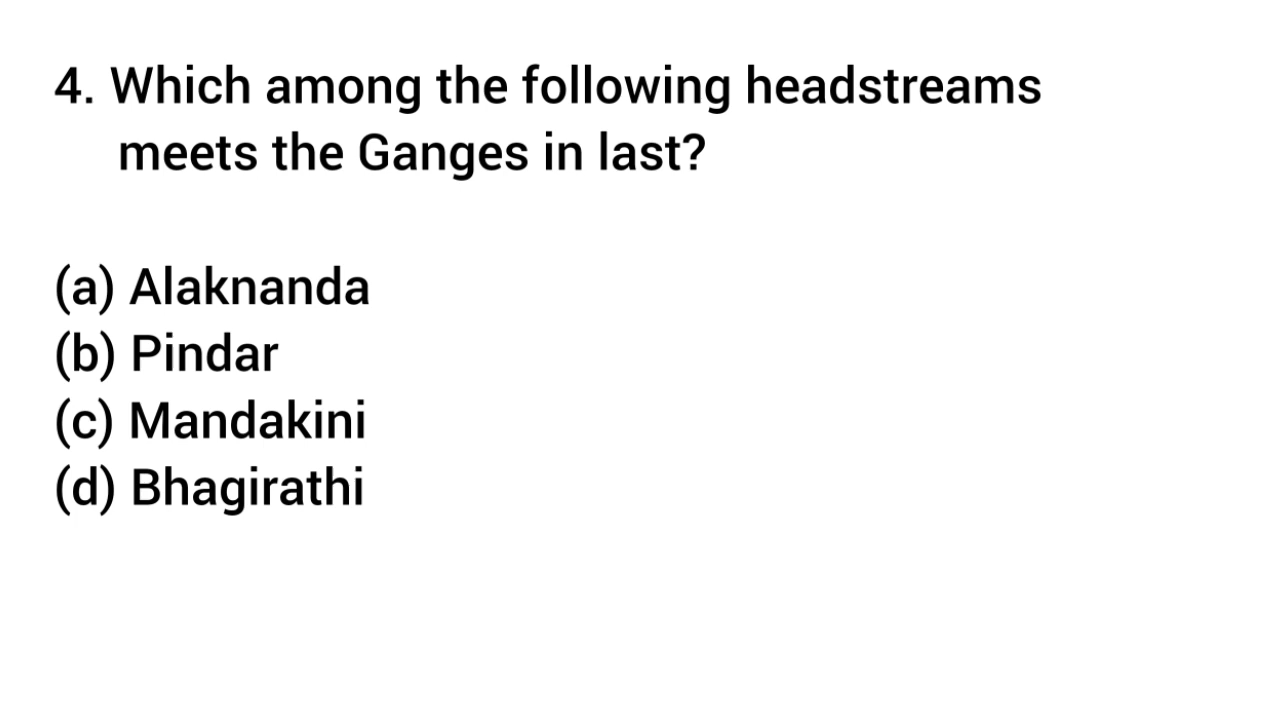 4. Which among the following headstreams
meets the Ganges in last?
(a) Alaknanda
(b) Pindar
(c) Mandakini
(d) Bhagirathi